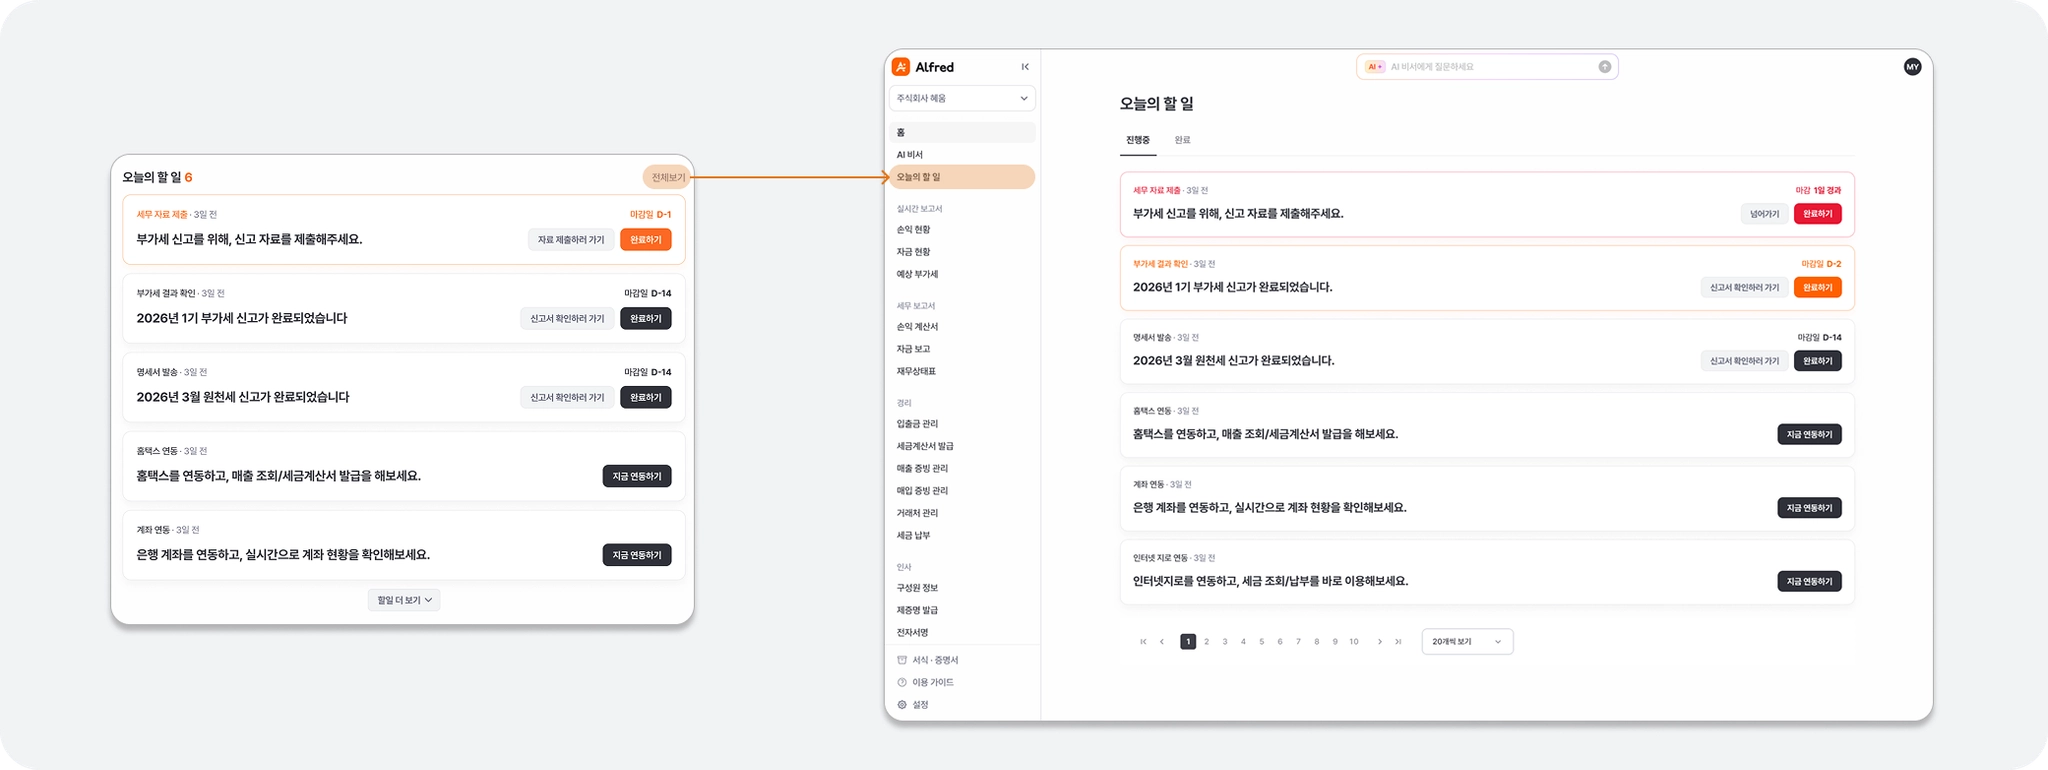 오늘의 할 일 6
전체보기
세무 자료 제출 · 3일 전
마감일 D-1
부가세 신고를 위해, 신고 자료를 제출해주세요.
자료 제출하러 가기
완료하기
부가세 결과 확인 · 3일 전
마감일 D-14
2026년 1기 부가세 신고가 완료되었습니다
신고서 확인하러 가기
완료하기
명세서 발송 · 3일 전
마감일 D-14
2026년 3월 원천세 신고가 완료되었습니다
신고서 확인하러 가기
완료하기
홈택스 연동 · 3일 전
홈택스를 연동하고, 매출 조회/세금계산서 발급을 해보세요.
지금 연동하기
계좌 연동 · 3일 전
은행 계좌를 연동하고, 실시간으로 계좌 현황을 확인해보세요.
지금 연동하기
할일 더 보기
Alfred
주식회사 혜움
홈
AI 비서
오늘의 할 일
실시간 보고서
손익 현황
자금 현황
예상 부가세
세무 보고서
손익 계산서
자금 보고
재무상태표
경리
입출금 관리
세금계산서 발급
매출 증빙 관리
매입 증빙 관리
거래처 관리
세금 납부
인사
구성원 정보
제증명 발급
전자서명
서식 · 증명서
이용 가이드
설정
AI+ AI 비서에게 질문하세요
MY
오늘의 할 일
진행중
완료
세무 자료 제출 · 3일 전
마감 1일 경과
부가세 신고를 위해, 신고 자료를 제출해주세요.
넘어가기
완료하기
부가세 결과 확인 · 3일 전
마감일 D-2
2026년 1기 부가세 신고가 완료되었습니다.
신고서 확인하러 가기
완료하기
명세서 발송 · 3일 전
마감일 D-14
2026년 3월 원천세 신고가 완료되었습니다.
신고서 확인하러 가기
완료하기
홈택스 연동 · 3일 전
홈택스를 연동하고, 매출 조회/세금계산서 발급을 해보세요.
지금 연동하기
계좌 연동 · 3일 전
은행 계좌를 연동하고, 실시간으로 계좌 현황을 확인해보세요.
지금 연동하기
인터넷 지로 연동 · 3일 전
인터넷지로를 연동하고, 세금 조회/납부를 바로 이용해보세요.
지금 연동하기
1 2 3 4 5 6 7 8 9 10
20개씩 보기